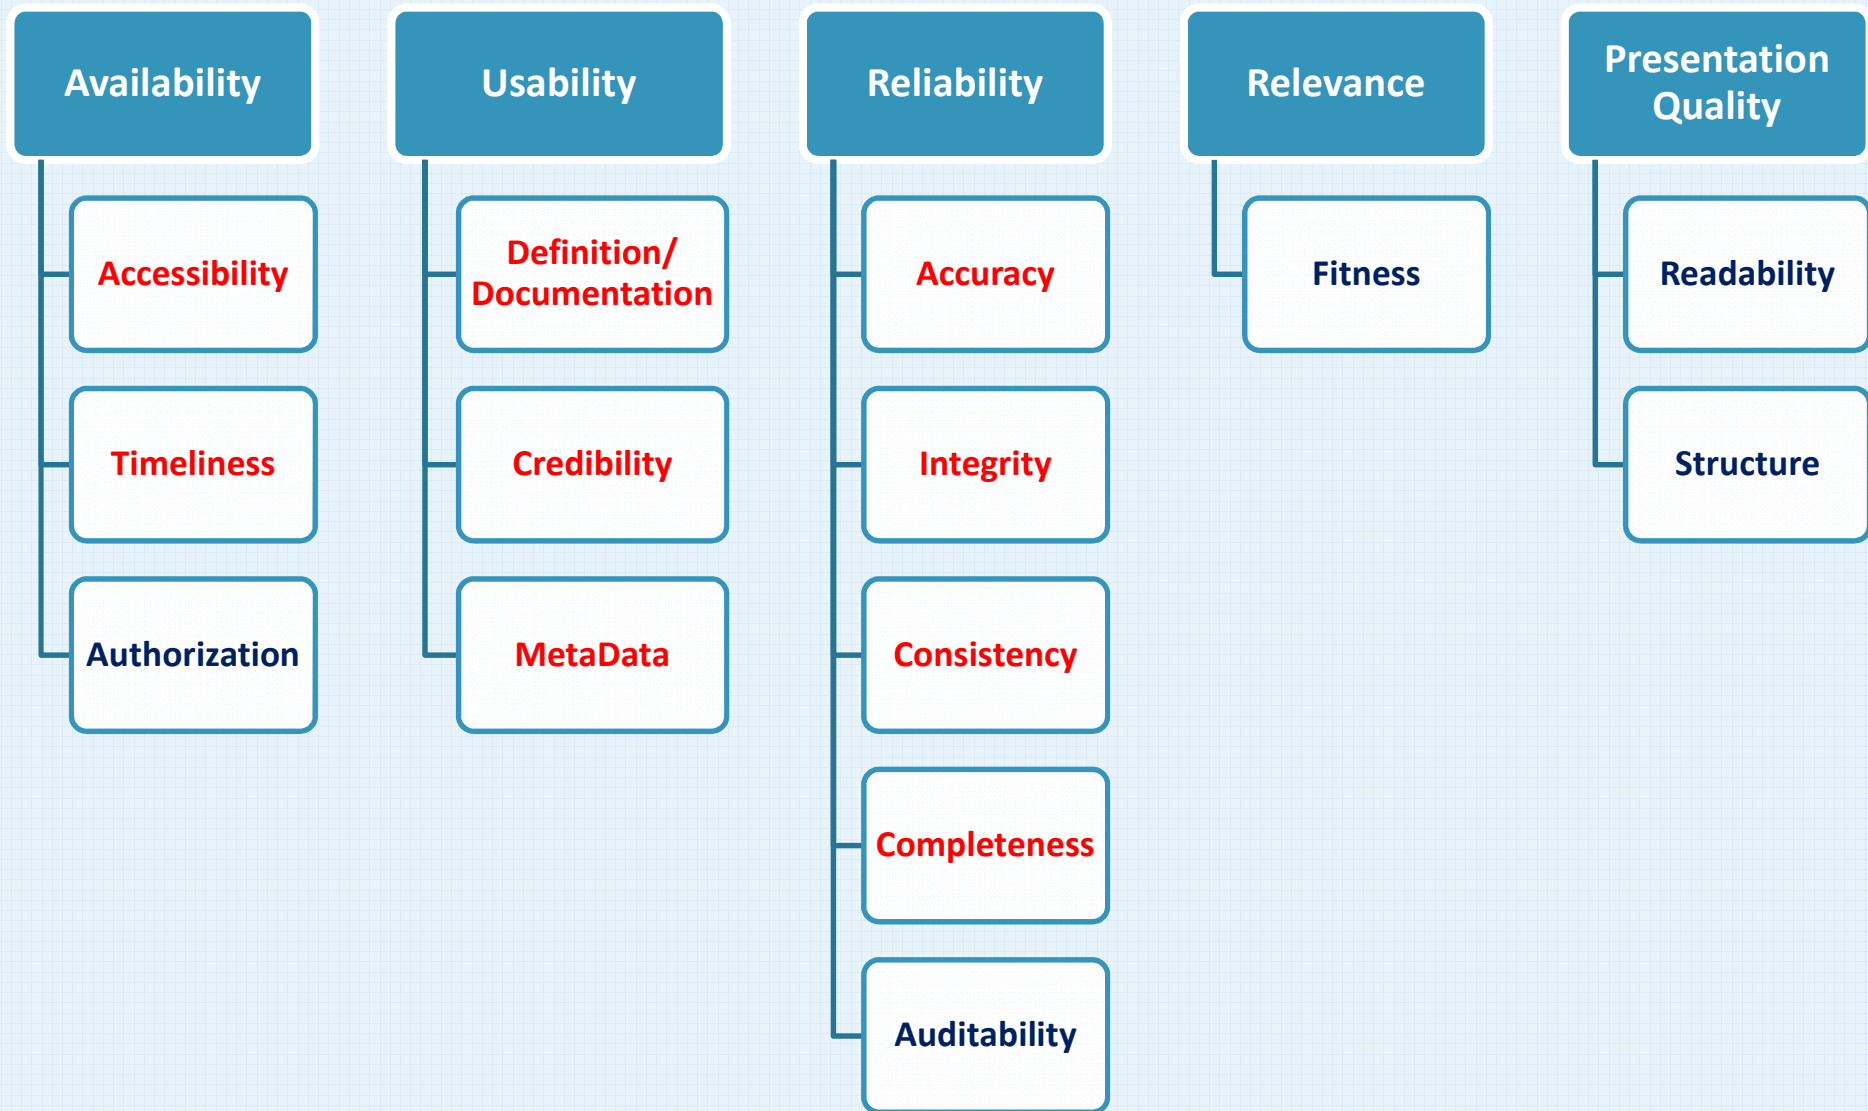 Availability
Accessibility
Timeliness
Authorization
Usability
Definition/
Documentation
Credibility
MetaData
Reliability
Accuracy
Integrity
Consistency
Completeness
Auditability
Relevance
Fitness
Presentation
Quality
Readability
Structure